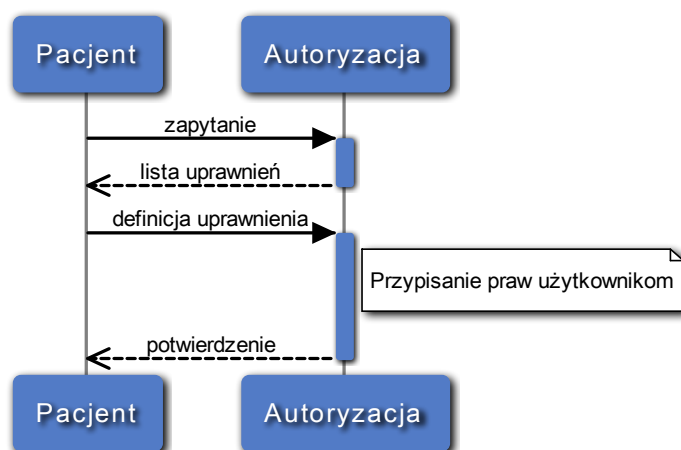 Pacjent
Autoryzacja
zapytanie
lista uprawnień
definicja uprawnienia
Przypisanie praw użytkownikom
potwierdzenie
Pacjent
Autoryzacja